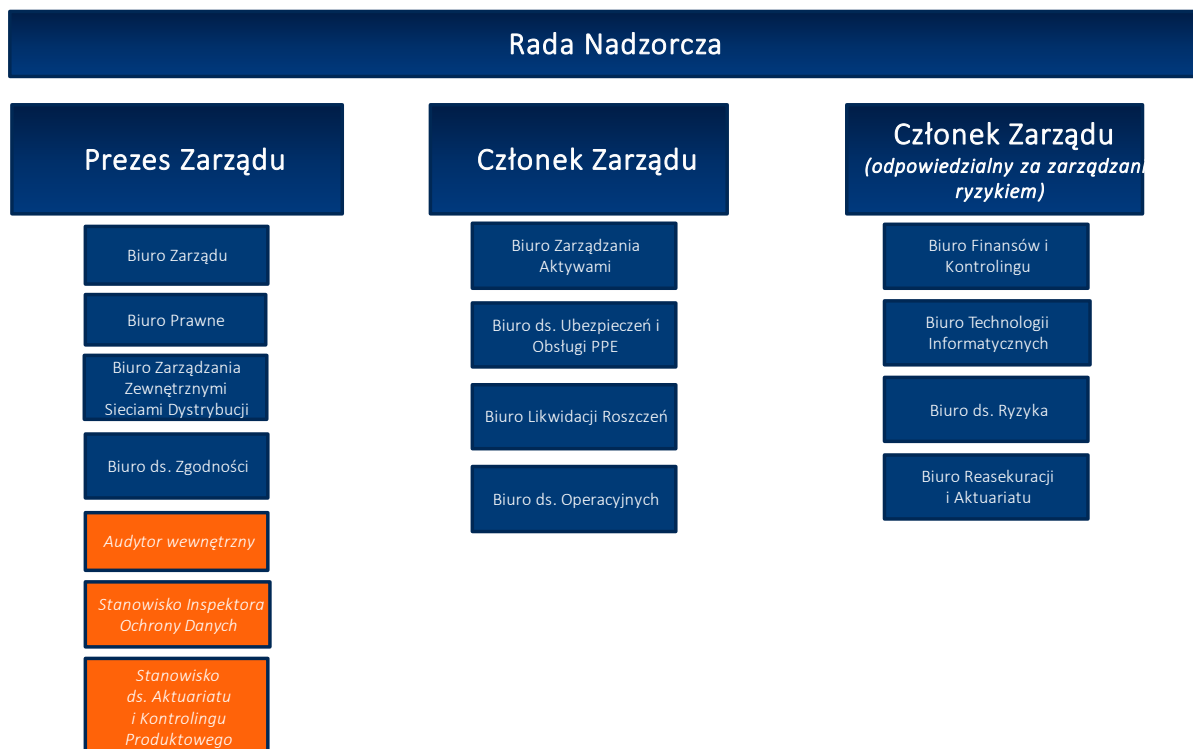 Rada Nadzorcza
Prezes Zarządu
Biuro Zarządu
Biuro Prawne
Biuro Zarządzania
Zewnętrznymi
Sieciami Dystrybucji
Biuro ds. Zgodności
Audytor wewnętrzny
Stanowisko Inspektora
Ochrony Danych
Stanowisko
ds. Aktuariatu
i Kontrolingu
Produktowego
Członek Zarządu
Biuro Zarządzania
Aktywami
Biuro ds. Ubezpieczeń i
Obsługi PPE
Biuro Likwidacji Roszczeń
Biuro ds. Operacyjnych
Członek Zarządu
(odpowiedzialny za zarządzani
ryzykiem)
Biuro Finansów i
Kontrolingu
Biuro Technologii
Informatycznych
Biuro ds. Ryzyka
Biuro Reasekuracji
i Aktuariatu